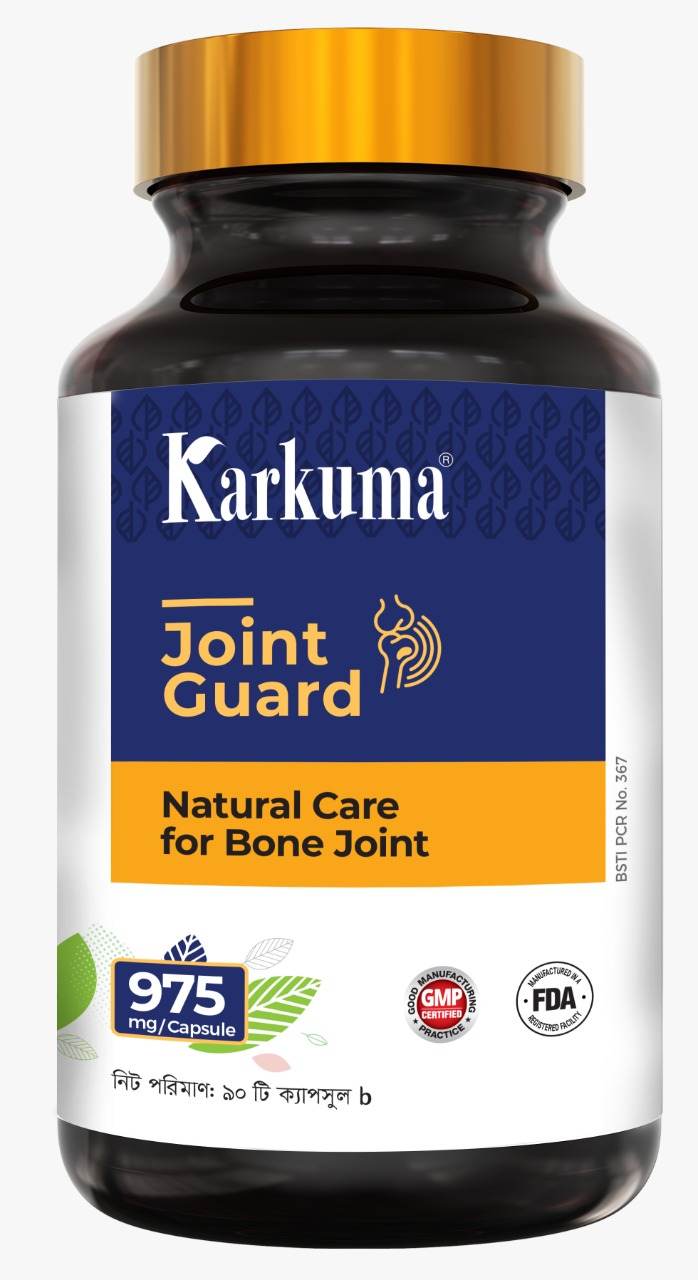 Karkuma®
Joint
Guard
Natural Care
for Bone Joint
BSTI PCR No. 367
975
mg/Capsule
GOOD MANUFACTURING
GMP
CERTIFIED
PRACTICE
MANUFACTURED IN A
FDA
REGISTERED FACILITY
নিট পরিমাণ: ৯০ টি ক্যাপসুল b